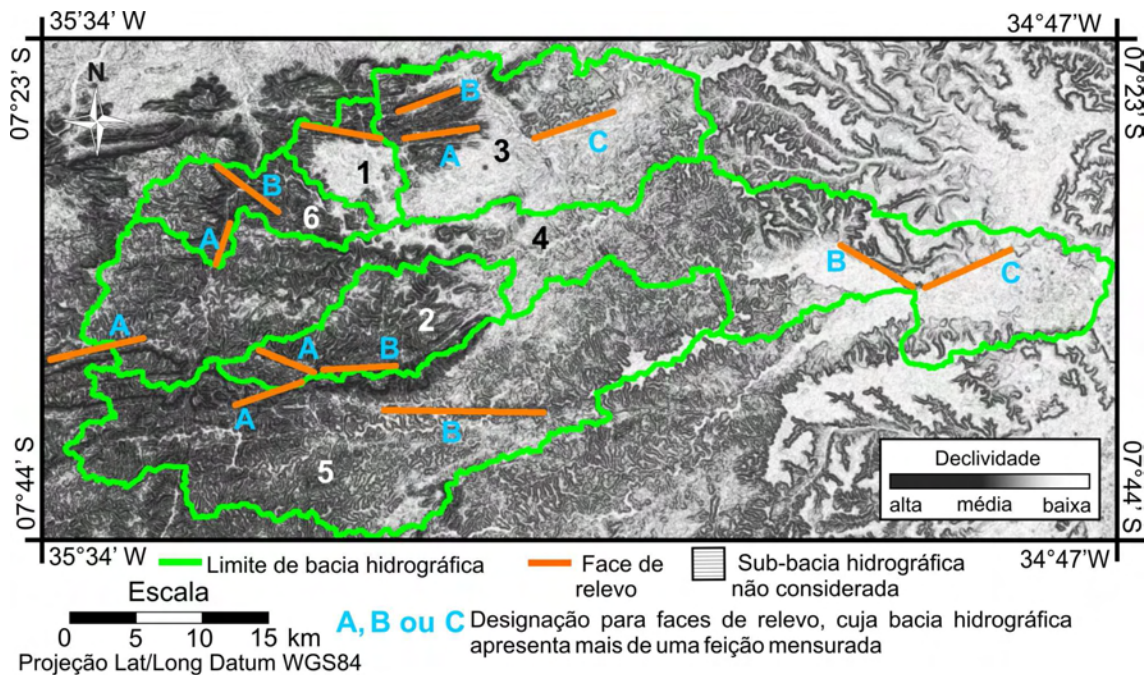 35°34' W
34°47' W
07°23' S
07°23' S
N
B
A
C
3
1
B
6
A
4
B
C
A
2
A
B
A
B
5
07°44' S
07°44' S
Declividade
alta média baixa
35°34' W
34°47' W
Limite de bacia hidrográfica
Face de relevo
Sub-bacia hidrográfica não considerada
Escala
0 5 10 15 km
Projeção Lat/Long Datum WGS84
A, B ou C Designação para faces de relevo, cuja bacia hidrográfica
apresenta mais de uma feição mensurada